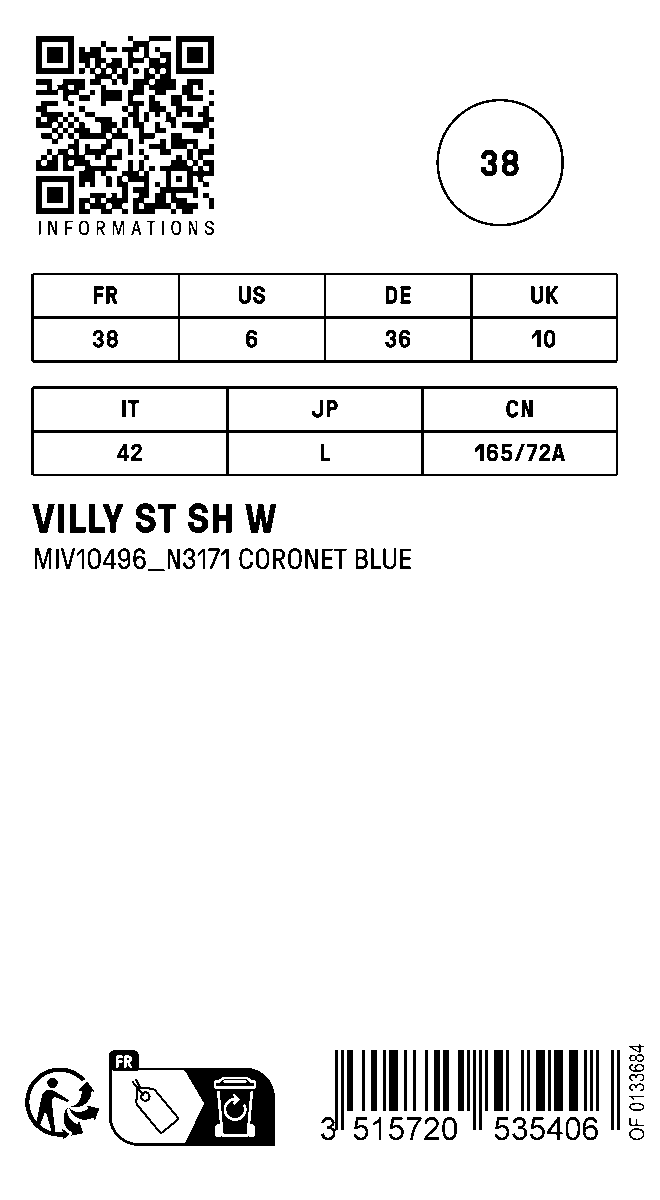 INFORMATIONS
38
FR US DE UK
38 6 36 10
IT JP CN
42 L 165/72A
VILLY ST SH W
MIV10496_N3171 CORONET BLUE
FR
3 515720 535406
OF 0133684